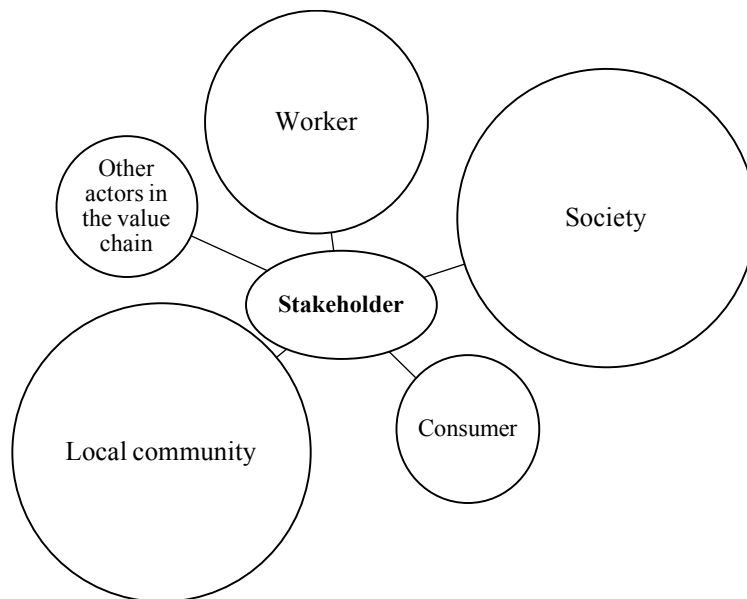 Worker
Other
actors in
the value
chain
Society
Stakeholder
Consumer
Local community